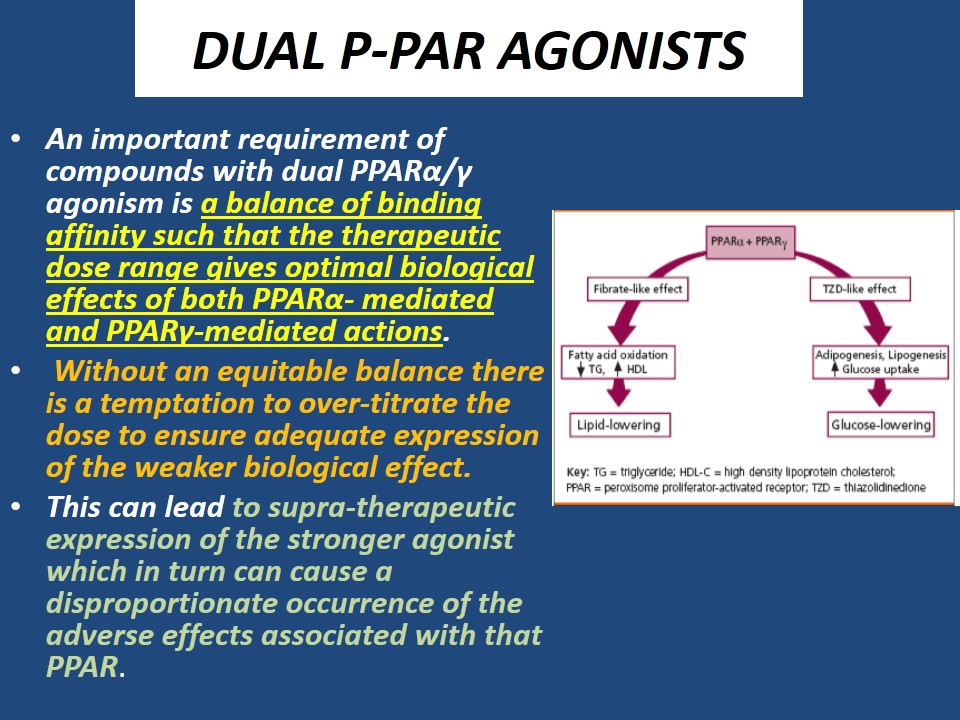 DUAL P-PAR AGONISTS
• An important requirement of
compounds with dual PPARα/γ
agonism is a balance of binding
affinity such that the therapeutic
dose range gives optimal biological
effects of both PPARα- mediated
and PPARγ-mediated actions.
• Without an equitable balance there
is a temptation to over-titrate the
dose to ensure adequate expression
of the weaker biological effect.
• This can lead to supra-therapeutic
expression of the stronger agonist
which in turn can cause a
disproportionate occurrence of the
adverse effects associated with that
PPAR.
PPARα + PPARγ
Fibrate-like effect
TZD-like effect
Fatty acid oxidation
↓ TG, ↑ HDL
Adipogenesis, Lipogenesis
↑ Glucose uptake
Lipid-lowering
Glucose-lowering
Key: TG = triglyceride; HDL-C = high density lipoprotein cholesterol;
PPAR = peroxisome proliferator-activated receptor; TZD = thiazolidinedione